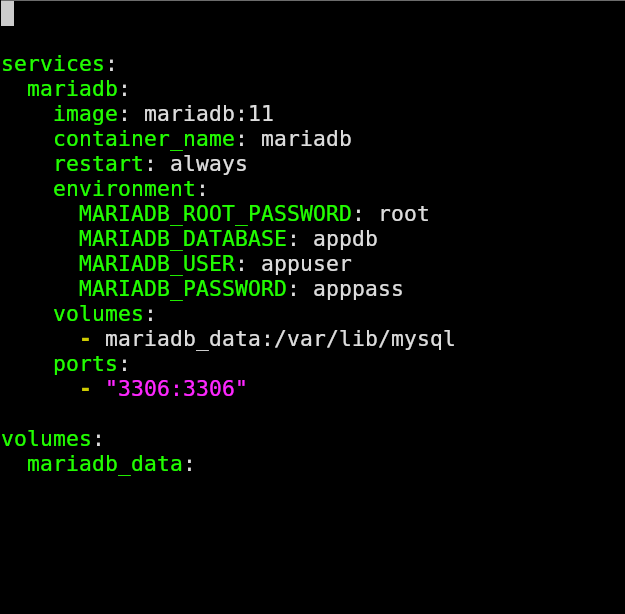 services:
  mariadb:
    image: mariadb:11
    container_name: mariadb
    restart: always
    environment:
      MARIADB_ROOT_PASSWORD: root
      MARIADB_DATABASE: appdb
      MARIADB_USER: appuser
      MARIADB_PASSWORD: apppass
    volumes:
      - mariadb_data:/var/lib/mysql
    ports:
      - "3306:3306"

volumes:
  mariadb_data: